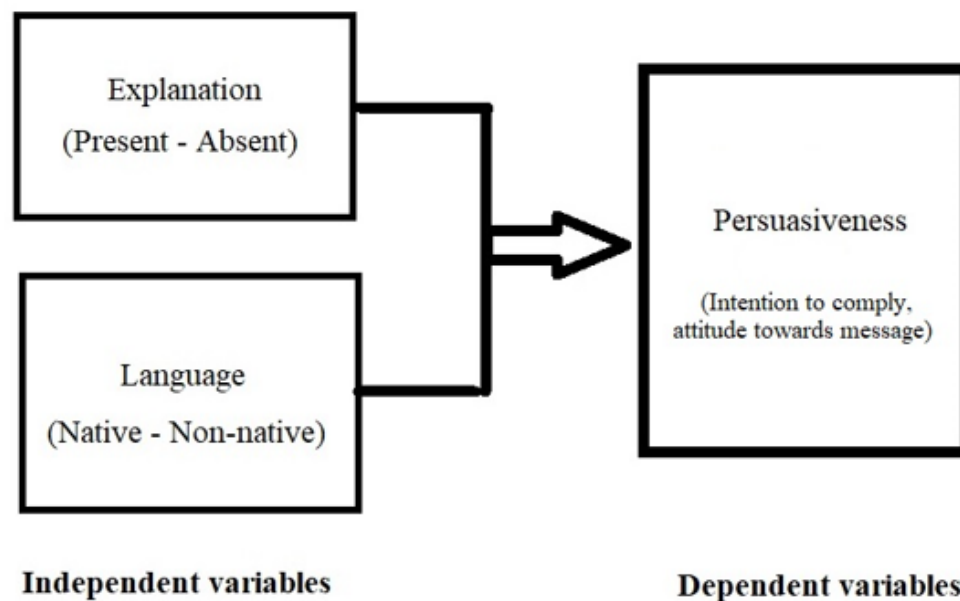 Explanation
(Present - Absent)
Language
(Native - Non-native)
Independent variables
Persuasiveness
(Intention to comply,
attitude towards message)
Dependent variables